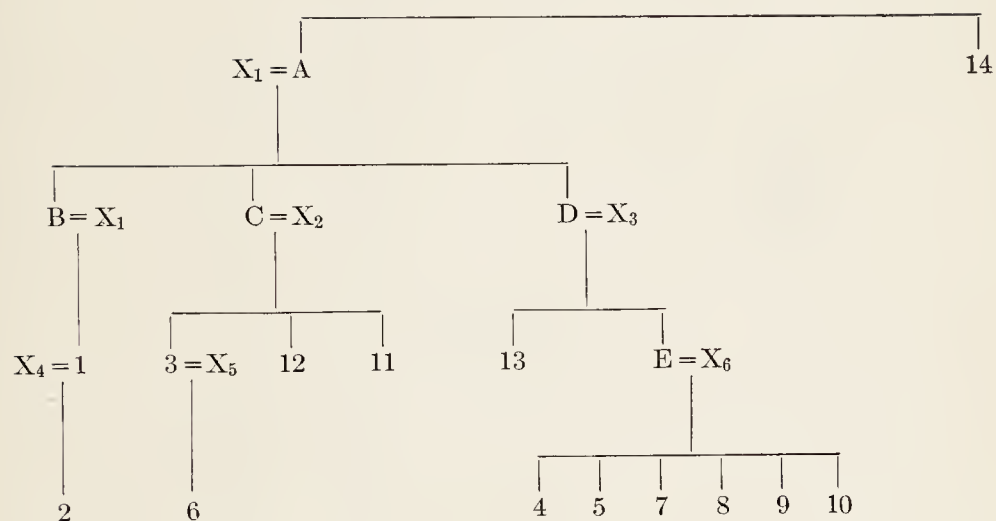 X₁ = A 14
B = X₁ C = X₂ D = X₃
X₄ = 1 3 = X₅ 12 11 13 E = X₆
2 6 4 5 7 8 9 10